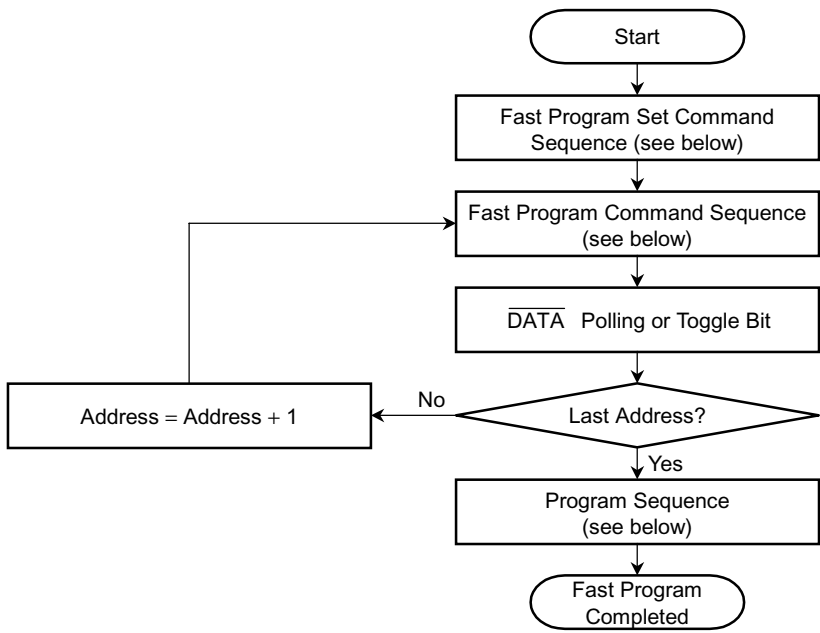 Start
Fast Program Set Command
Sequence (see below)
Fast Program Command Sequence
(see below)
DATA Polling or Toggle Bit
Last Address?
No
Address = Address + 1
Yes
Program Sequence
(see below)
Fast Program
Completed